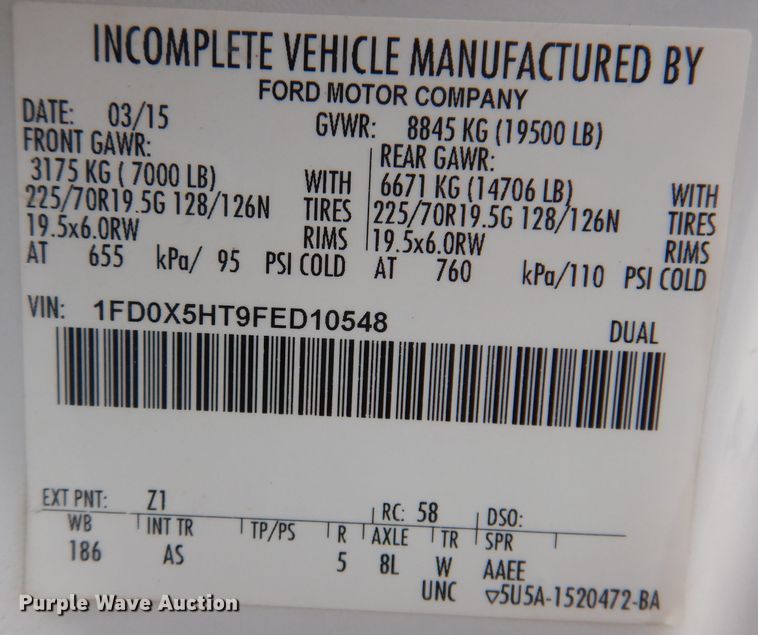 INCOMPLETE VEHICLE MANUFACTURED BY
FORD MOTOR COMPANY
DATE: 03/15 GVWR: 8845 KG (19500 LB)
FRONT GAWR: REAR GAWR:
3175 KG ( 7000 LB) WITH 6671 KG (14706 LB) WITH
225/70R19.5G 128/126N TIRES 225/70R19.5G 128/126N TIRES
19.5x6.0RW RIMS 19.5x6.0RW RIMS
AT 655 kPa/ 95 PSI COLD AT 760 kPa/110 PSI COLD
VIN: 1FD0X5HT9FED10548 DUAL
EXT PNT: Z1 RC: 58 DSO:
WB INT TR TP/PS R AXLE TR SPR
186 AS 5 8L W AAEE
UNC ▽5U5A-1520472-BA
Purple Wave Auction